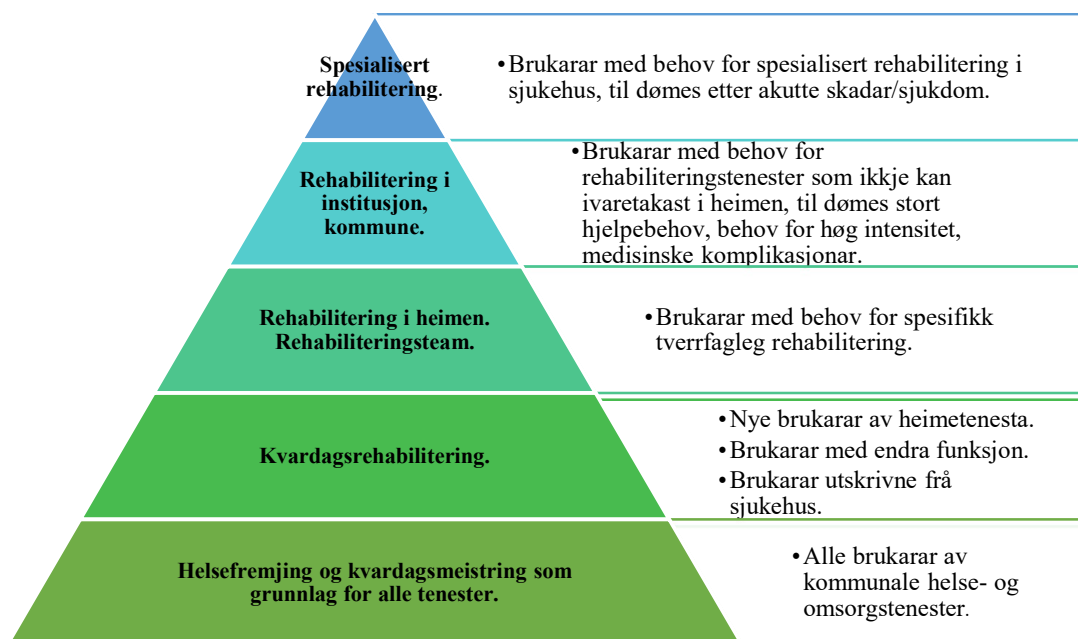 Spesialisert
rehabilitering.
•Brukarar med behov for spesialisert rehabilitering i
sjukehus, til dømes etter akutte skadar/sjukdom.
Rehabilitering i
institusjon,
kommune.
•Brukarar med behov for
rehabiliteringstenester som ikkje kan
ivaretakast i heimen, til dømes stort
hjelpebehov, behov for høg intensitet,
medisinske komplikasjonar.
Rehabilitering i heimen.
Rehabiliteringsteam.
•Brukarar med behov for spesifikk
tverrfagleg rehabilitering.
Kvardagsrehabilitering.
•Nye brukarar av heimetenesta.
•Brukarar med endra funksjon.
•Brukarar utskrivne frå
sjukehus.
Helsefremjing og kvardagsmeistring som
grunnlag for alle tenester.
•Alle brukarar av
kommunale helse- og
omsorgstenester.